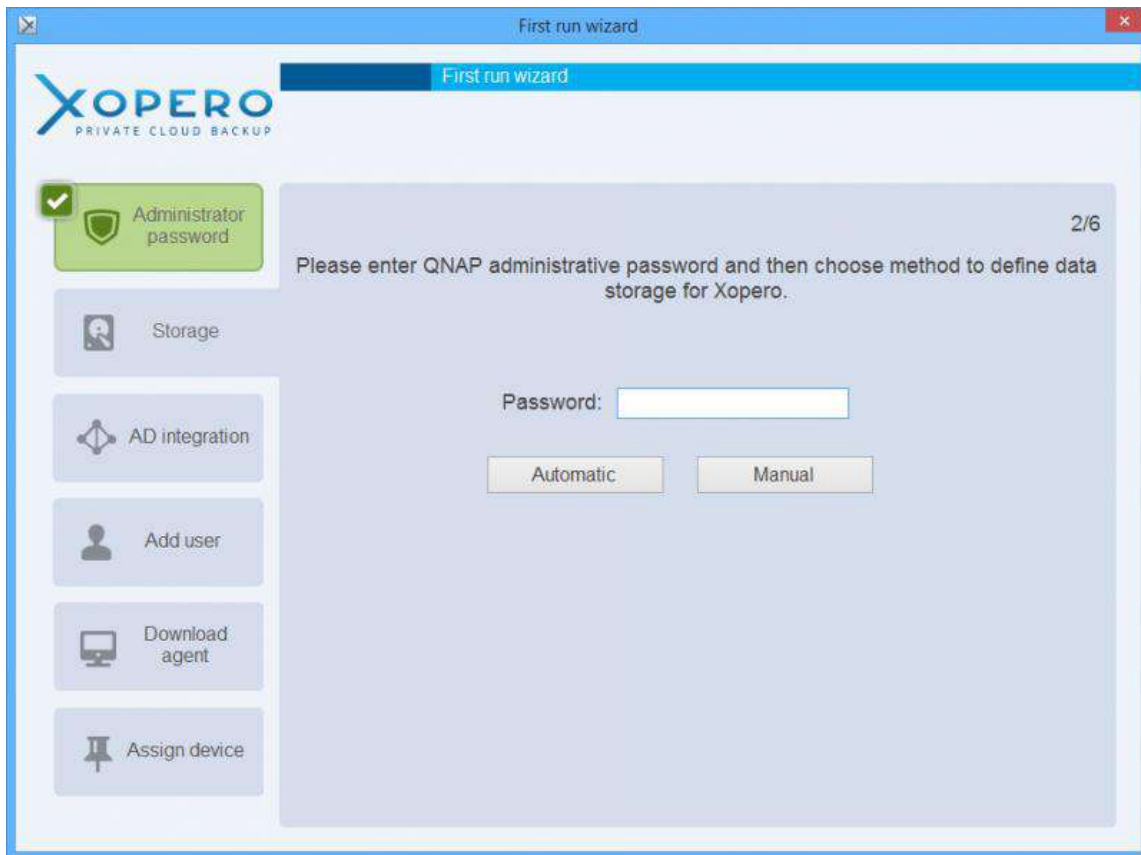 First run wizard
First run wizard
XOPERO
PRIVATE CLOUD BACKUP
Administrator
password
Storage
AD integration
Add user
Download
agent
Assign device
2/6
Please enter QNAP administrative password and then choose method to define data
storage for Xopero.
Password:
Automatic
Manual